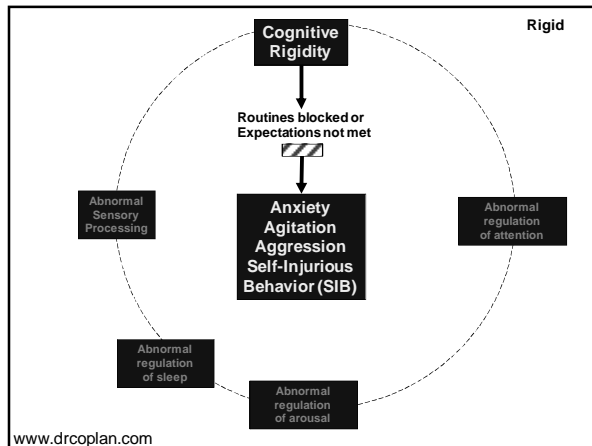 Rigid
Cognitive
Rigidity
Routines blocked or
Expectations not met
Abnormal
Sensory
Processing
Anxiety
Agitation
Aggression
Self-Injurious
Behavior (SIB)
Abnormal
regulation
of attention
Abnormal
regulation
of sleep
Abnormal
regulation
of arousal
www.drcoplan.com